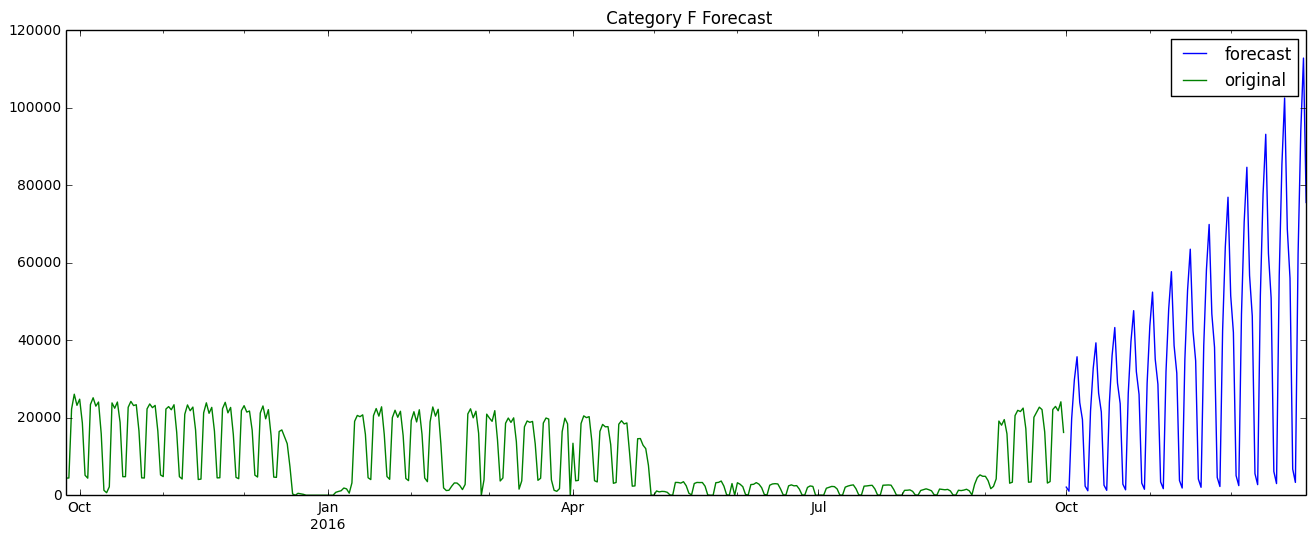 Category F Forecast
120000
100000
80000
60000
40000
20000
0
forecast
original
Oct
Jan
2016
Apr
Jul
Oct